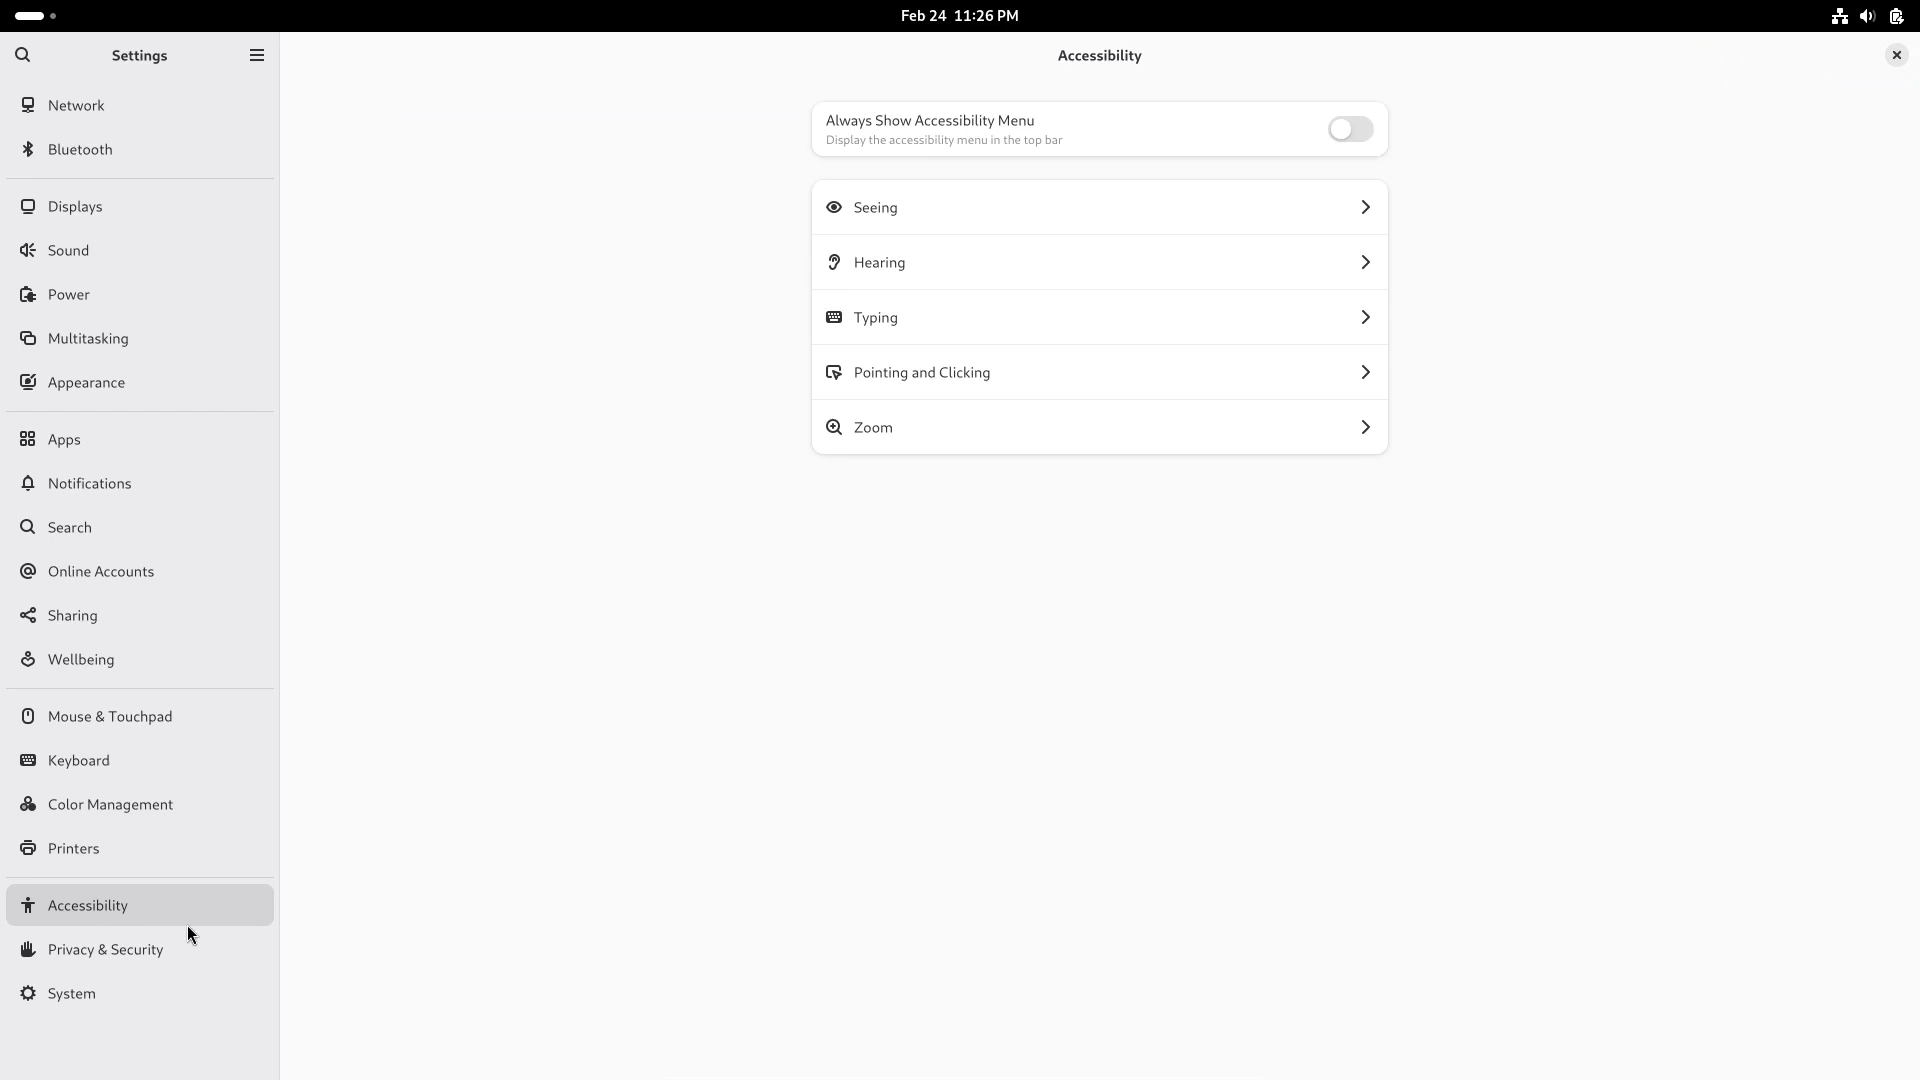 Feb 24 11:26 PM
Settings
Accessibility
Network
Bluetooth
Displays
Sound
Power
Multitasking
Appearance
Apps
Notifications
Search
Online Accounts
Sharing
Wellbeing
Mouse & Touchpad
Keyboard
Color Management
Printers
Accessibility
Privacy & Security
System
Always Show Accessibility Menu
Display the accessibility menu in the top bar
Seeing
Hearing
Typing
Pointing and Clicking
Zoom